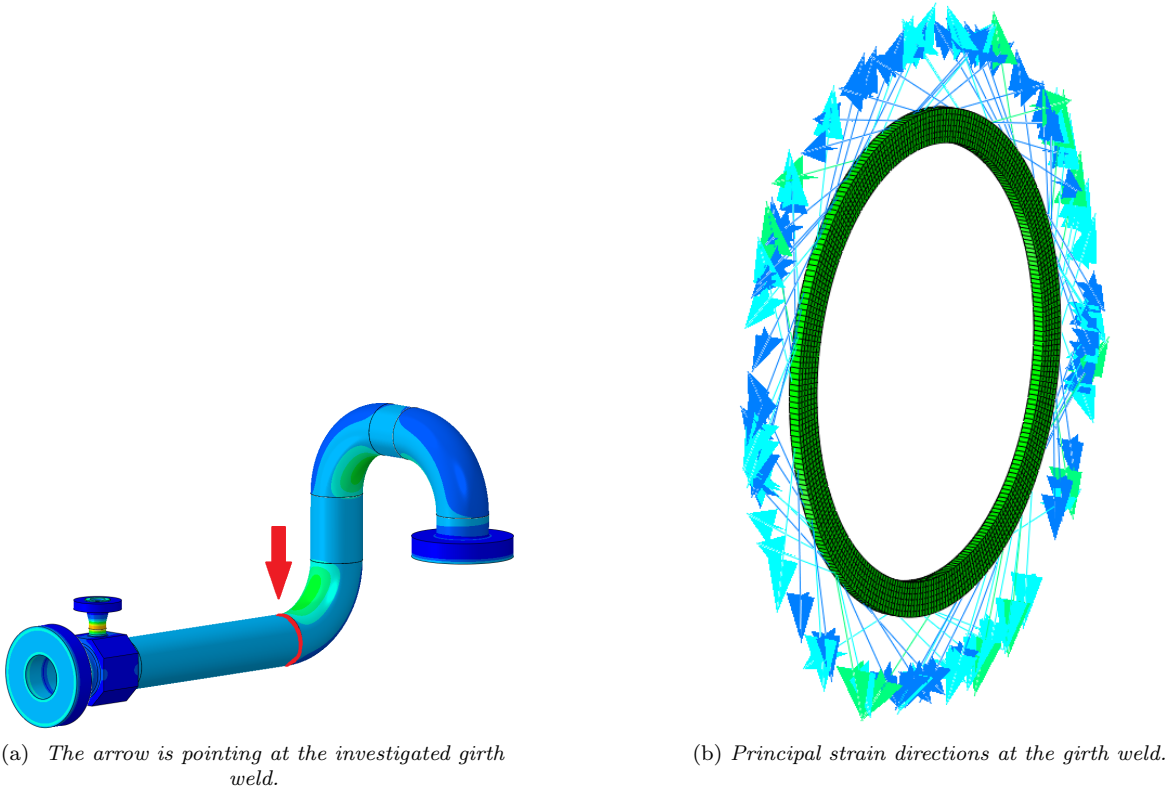 (a) The arrow is pointing at the investigated girth
weld.
(b) Principal strain directions at the girth weld.